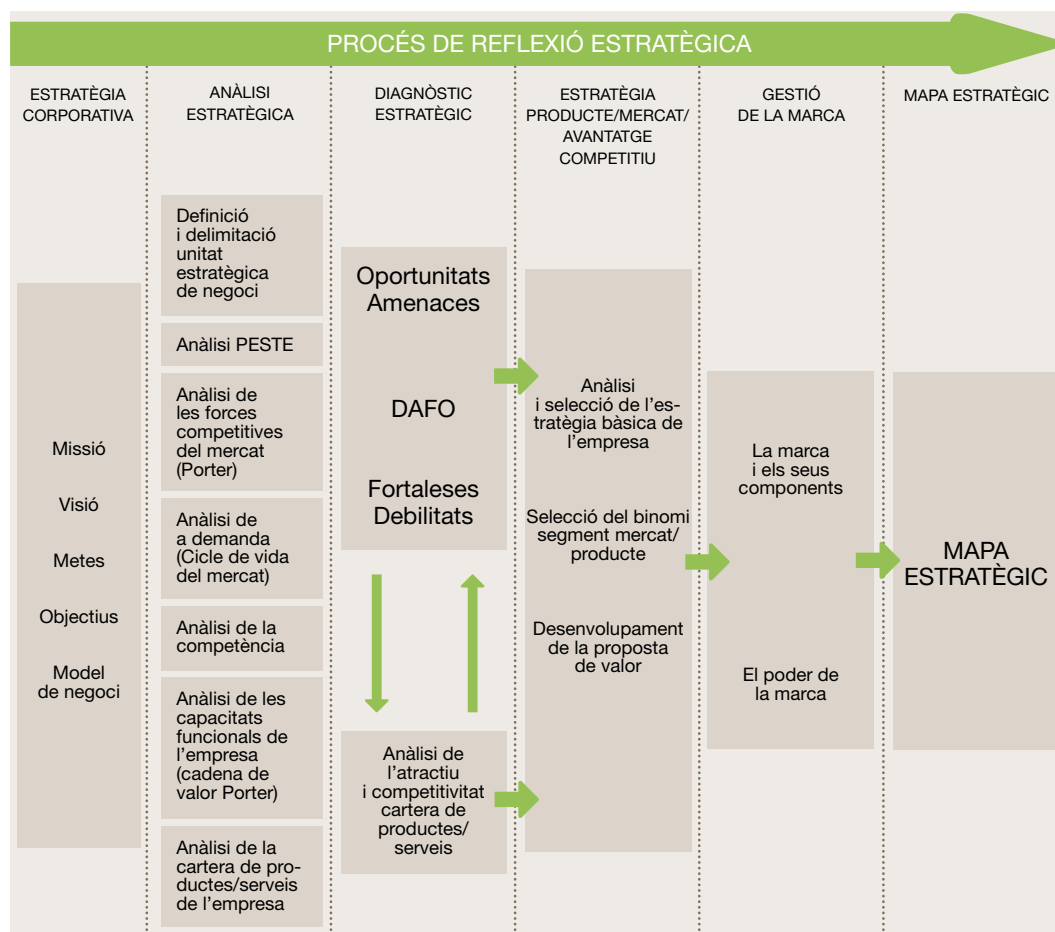 PROCÉS DE REFLEXIÓ ESTRATÈGICA
ESTRATÈGIA
CORPORATIVA
ANÀLISI
ESTRATÈGICA
DIAGNÒSTIC
ESTRATÈGIC
ESTRATÈGIA
PRODUCTE/MERCAT/
AVANTATGE
COMPETITIU
GESTIÓ
DE LA MARCA
MAPA ESTRATÈGIC
Missió
Visió
Metes
Objectius
Model
de negoci
Definició
i delimitació
unitat
estratègica
de negoci
Anàlisi PESTE
Anàlisi de
les forces
competitives
del mercat
(Porter)
Anàlisi de
a demanda
(Cicle de vida
del mercat)
Anàlisi de la
competència
Anàlisi de les
capacitats
funcionals de
l’empresa
(cadena de
valor Porter)
Anàlisi de la
cartera de pro-
ductes/serveis
de l’empresa
Oportunitats
Amenaces
DAFO
Fortaleses
Debilitats
Anàlisi de
l’atractiu
i competitivitat
cartera de
productes/
serveis
Anàlisi
i selecció de l’es-
tratègia bàsica de
l’empresa
Selecció del binomi
segment mercat/
producte
Desenvolupament
de la proposta
de valor
La marca
i els seus
components
El poder de
la marca
MAPA
ESTRATÈGIC